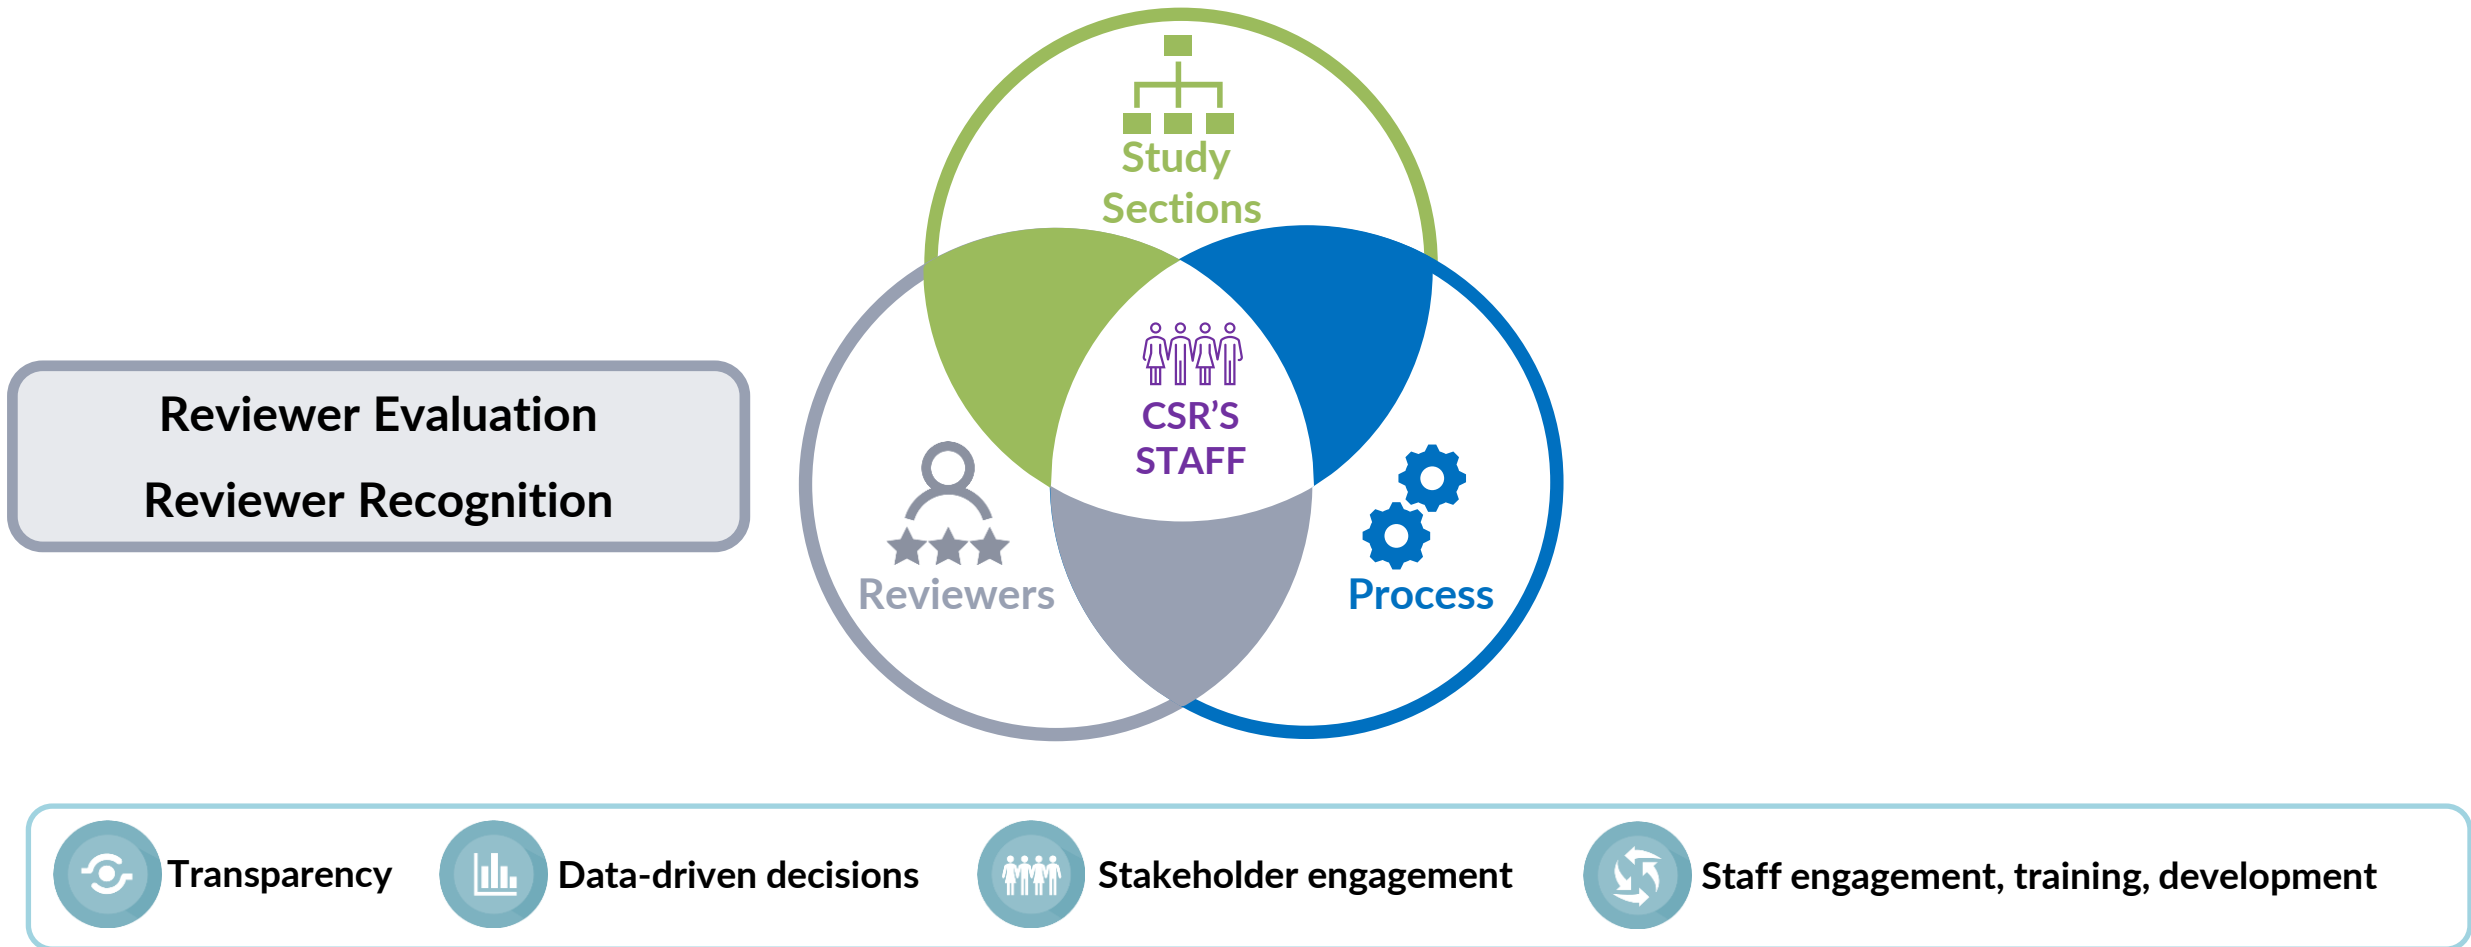 Study
Sections
CSR’S
STAFF
Reviewer Evaluation
Reviewer Recognition
Reviewers
Process
Transparency
Data-driven decisions
Stakeholder engagement
Staff engagement, training, development